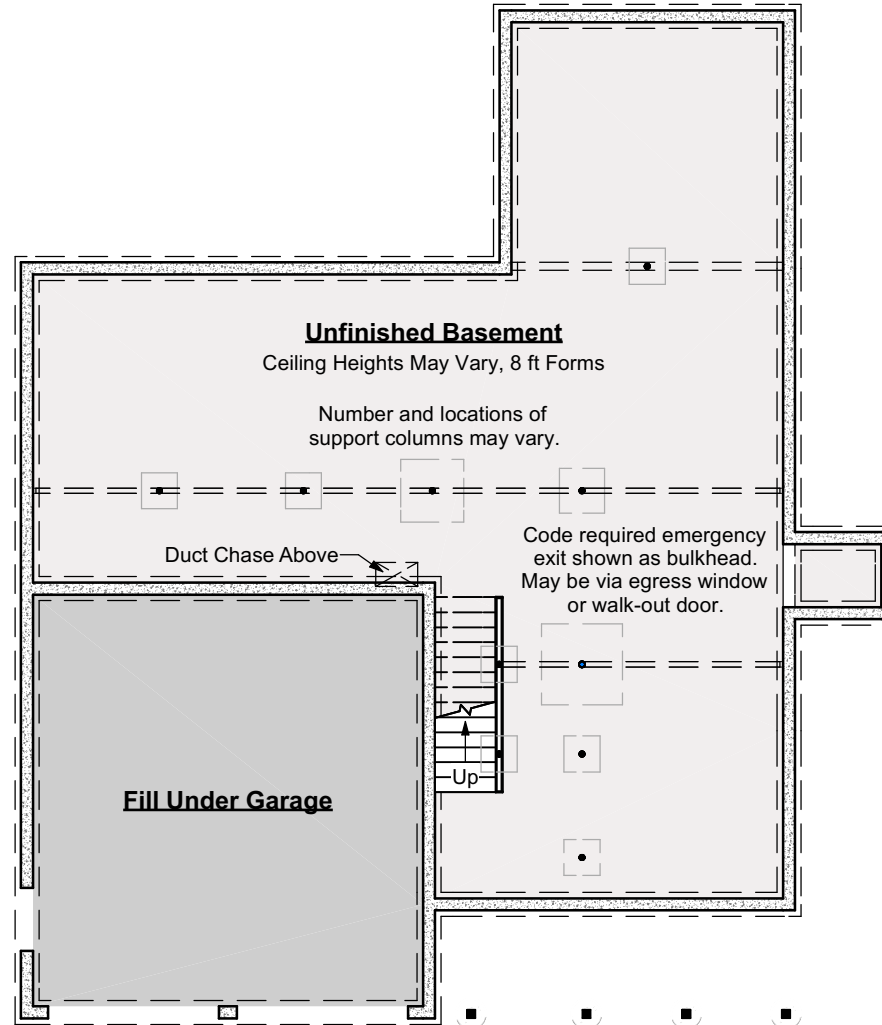 Unfinished Basement
Ceiling Heights May Vary, 8 ft Forms
Number and locations of
support columns may vary.
Duct Chase Above
Code required emergency
exit shown as bulkhead.
May be via egress window
or walk-out door.
Up
Fill Under Garage